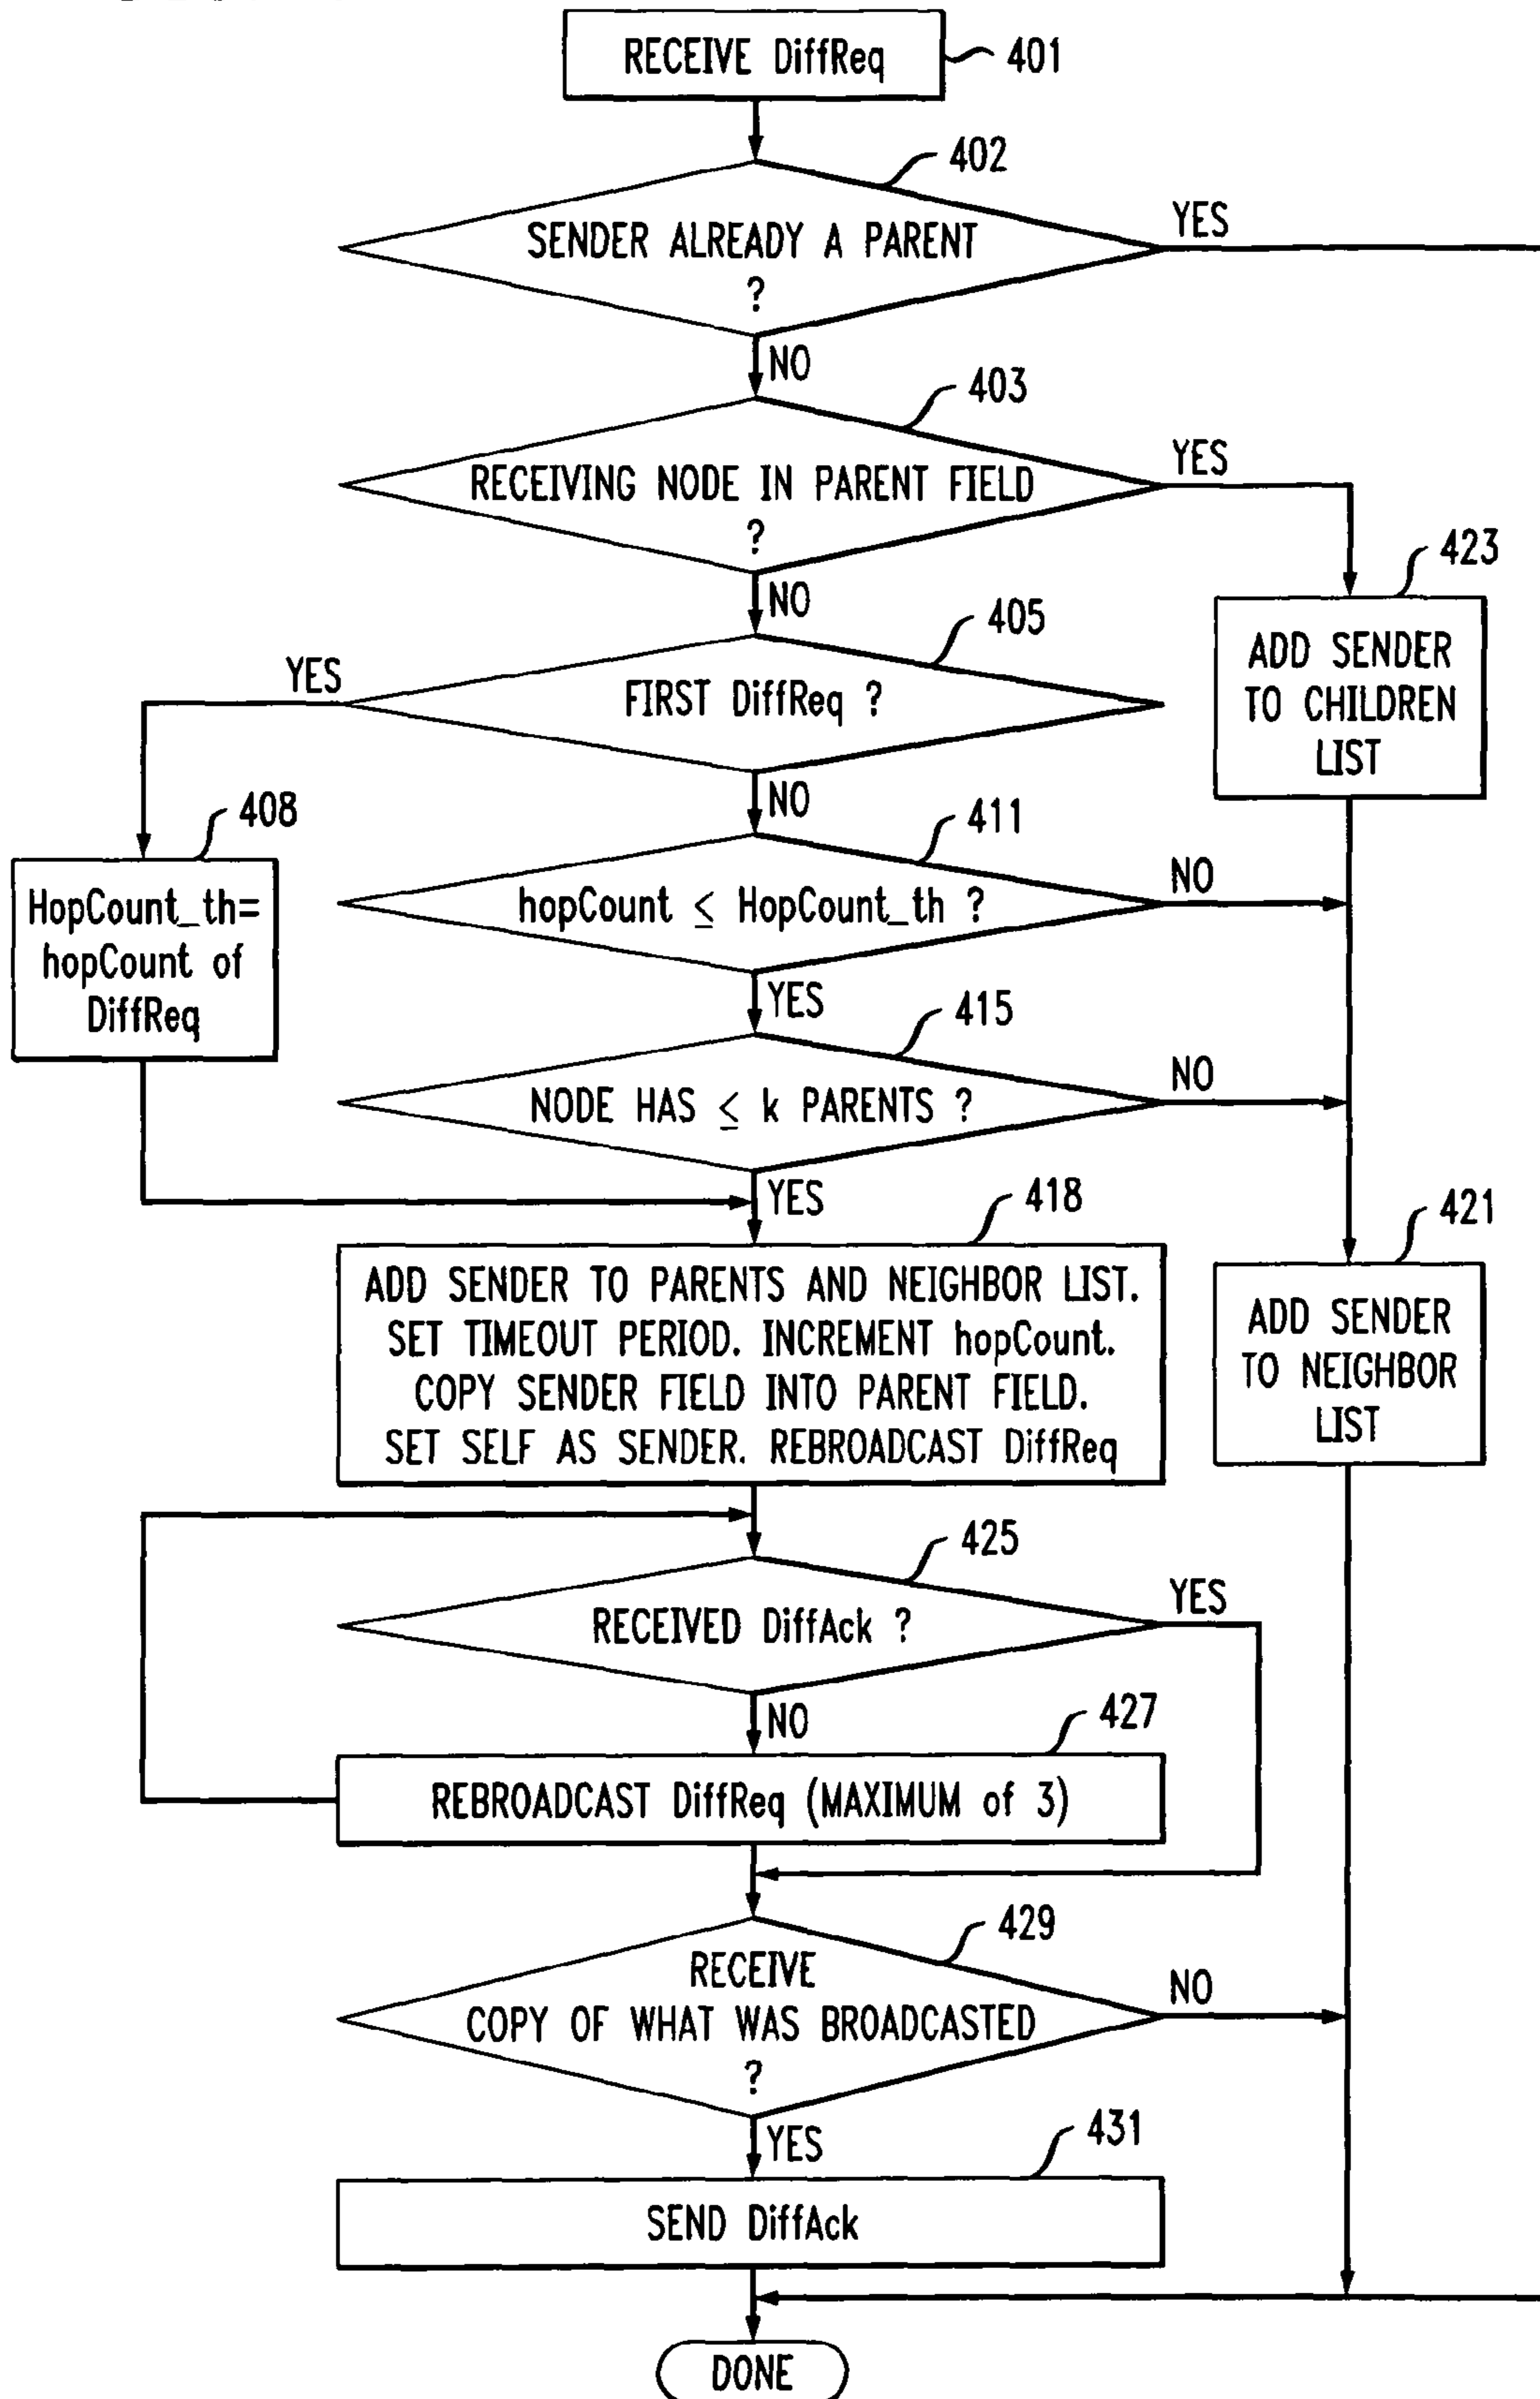 RECEIVE DiffReq
401
402
SENDER ALREADY A PARENT
?
YES
NO
403
RECEIVING NODE IN PARENT FIELD
?
YES
NO
423
ADD SENDER
TO CHILDREN
LIST
405
FIRST DiffReq ?
YES
NO
408
HopCount_th=
hopCount of
DiffReq
411
hopCount ≤ HopCount_th ?
NO
YES
415
NODE HAS ≤ k PARENTS ?
NO
YES
418
ADD SENDER TO PARENTS AND NEIGHBOR LIST.
SET TIMEOUT PERIOD. INCREMENT hopCount.
COPY SENDER FIELD INTO PARENT FIELD.
SET SELF AS SENDER. REBROADCAST DiffReq
421
ADD SENDER
TO NEIGHBOR
LIST
425
RECEIVED DiffAck ?
YES
NO
427
REBROADCAST DiffReq (MAXIMUM of 3)
429
RECEIVE
COPY OF WHAT WAS BROADCASTED
?
NO
YES
431
SEND DiffAck
DONE